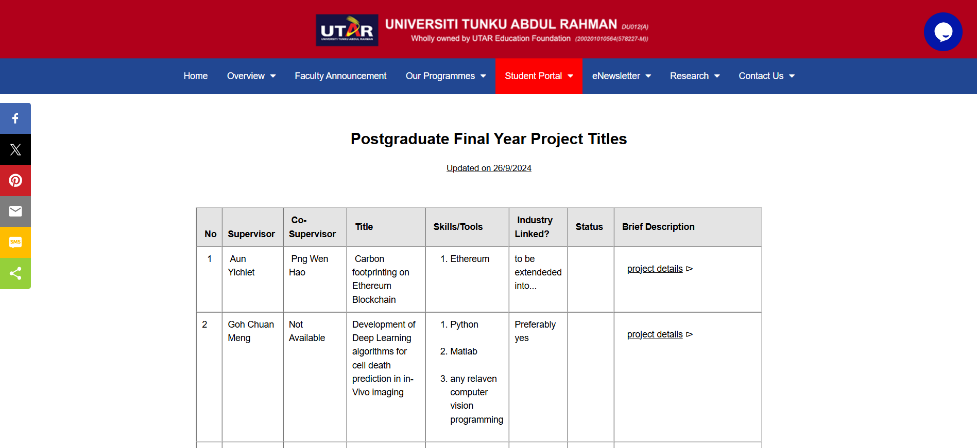 UTAR
UNIVERSITI TUNKU ABDUL RAHMAN
UNIVERSITI TUNKU ABDUL RAHMAN DU012(A)
Wholly owned by UTAR Education Foundation (200201010564(578227-M))
Home Overview Faculty Announcement Our Programmes Student Portal eNewsletter Research Contact Us
Postgraduate Final Year Project Titles
Updated on 26/9/2024
No Supervisor Co-
Supervisor Title Skills/Tools Industry
Linked? Status Brief Description
1 Aun
Yichiet
Png Wen
Hao
Carbon
footprinting on
Ethereum
Blockchain
1. Ethereum
to be
extendeded
into...
project details
2 Goh Chuan
Meng
Not
Available
Development of
Deep Learning
algorithms for
cell death
prediction in in-
Vivo imaging
1. Python
2. Matlab
3. any relaven
computer
vision
programming
Preferably
yes
project details
SMS